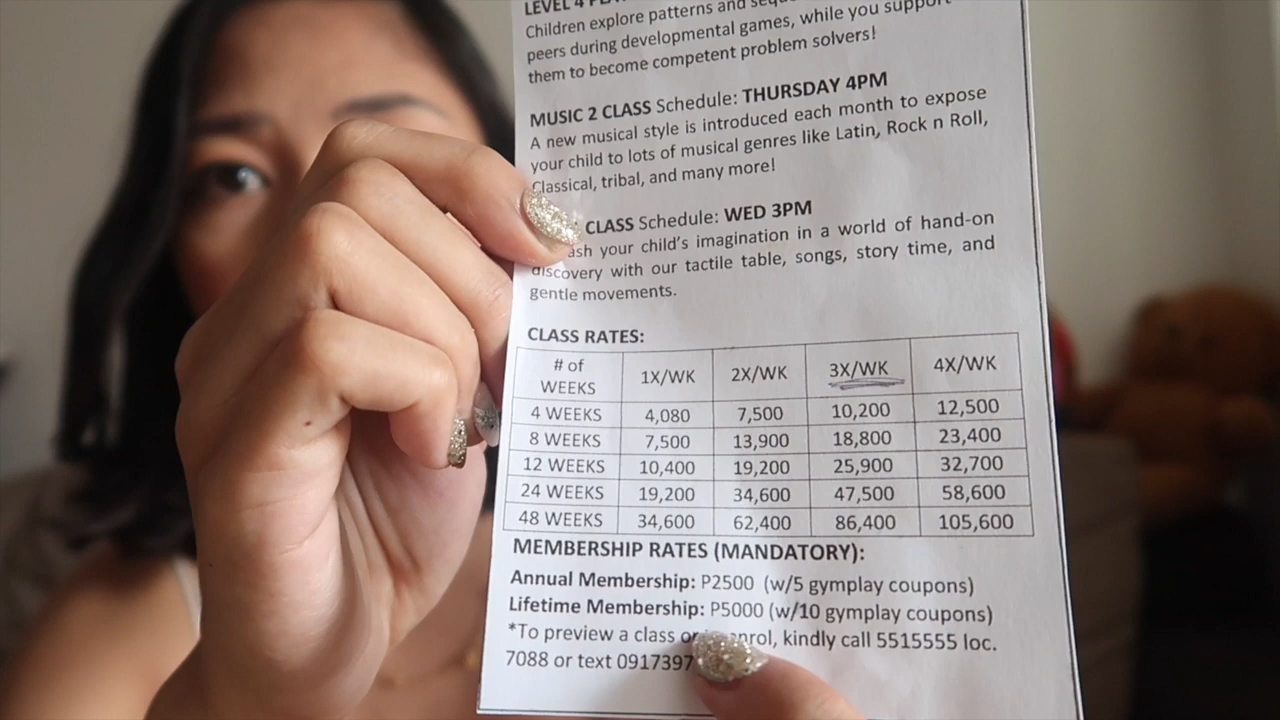 LEVEL 4
Children explore patterns and
peers during developmental games, while you support
them to become competent problem solvers!
MUSIC 2 CLASS Schedule: THURSDAY 4PM
A new musical style is introduced each month to expose
your child to lots of musical genres like Latin, Rock n Roll,
Classical, tribal, and many more!
CLASS Schedule: WED 3PM
your child's imagination in a world of hand-on
discovery with our tactile table, songs, story time, and
gentle movements.
CLASS RATES:
# of WEEKS 1X/WK 2X/WK 3X/WK 4X/WK
4 WEEKS 4,080 7,500 10,200 12,500
8 WEEKS 7,500 13,900 18,800 23,400
12 WEEKS 10,400 19,200 25,900 32,700
24 WEEKS 19,200 34,600 47,500 58,600
48 WEEKS 34,600 62,400 86,400 105,600
MEMBERSHIP RATES (MANDATORY):
Annual Membership: P2500 (w/5 gymplay coupons)
Lifetime Membership: P5000 (w/10 gymplay coupons)
*To preview a class or enrol, kindly call 5515555 loc.
7088 or text 0917397